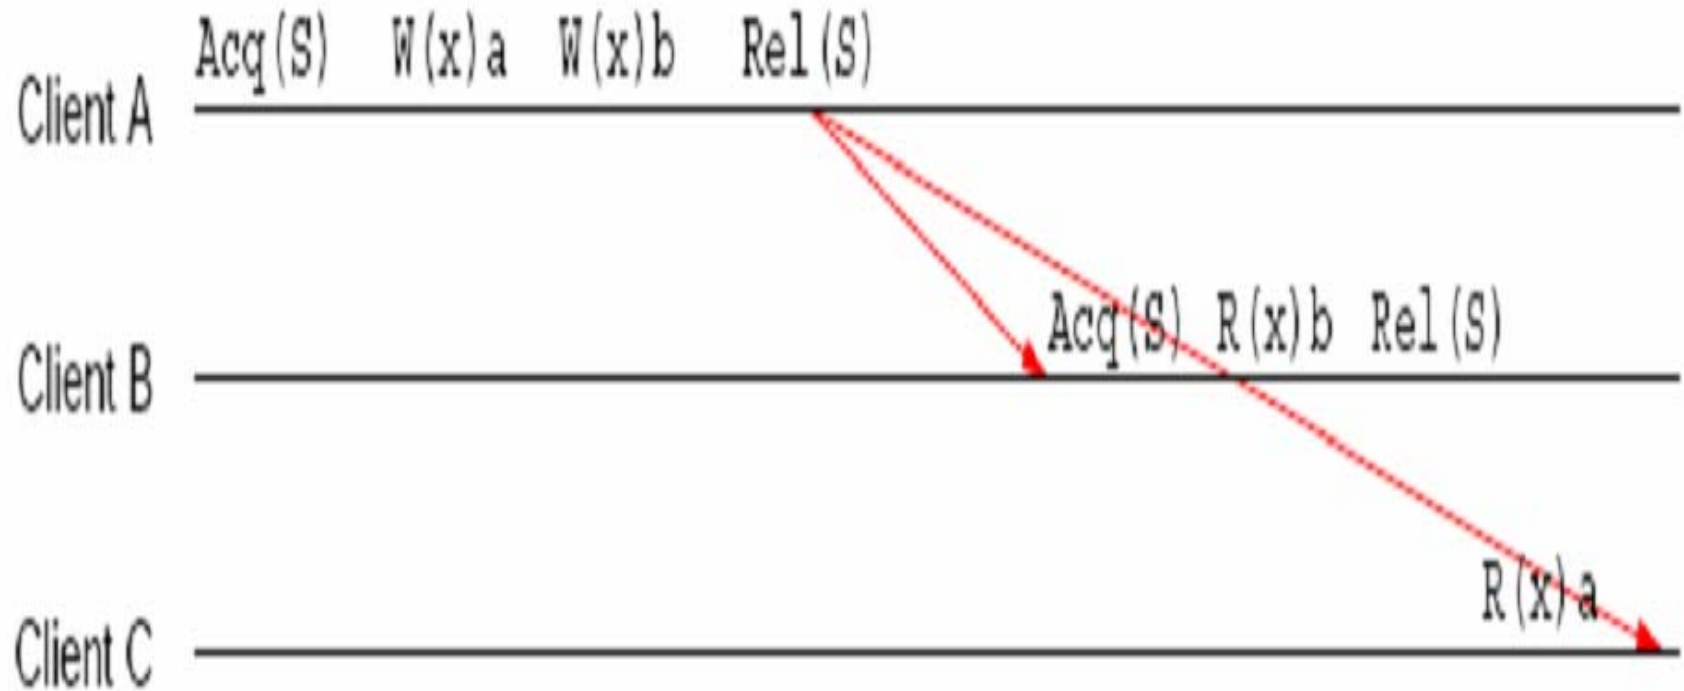 Acq(S) W(x)a W(x)b Rel(S)
Client A
Acq(S) R(x)b Rel(S)
Client B
R(x)a
Client C